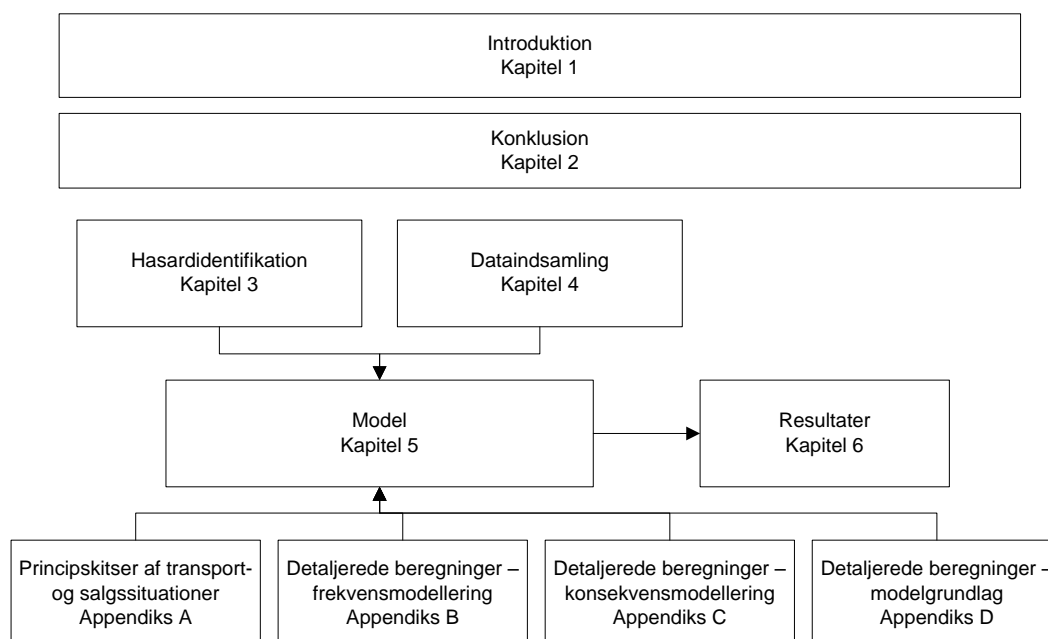 Introduktion
Kapitel 1
Konklusion
Kapitel 2
Hasardidentifikation
Kapitel 3
Dataindsamling
Kapitel 4
Model
Kapitel 5
Resultater
Kapitel 6
Principskitser af transport-
og salgssituationer
Appendiks A
Detaljerede beregninger –
frekvensmodellering
Appendiks B
Detaljerede beregninger –
konsekvensmodellering
Appendiks C
Detaljerede beregninger –
modelgrundlag
Appendiks D